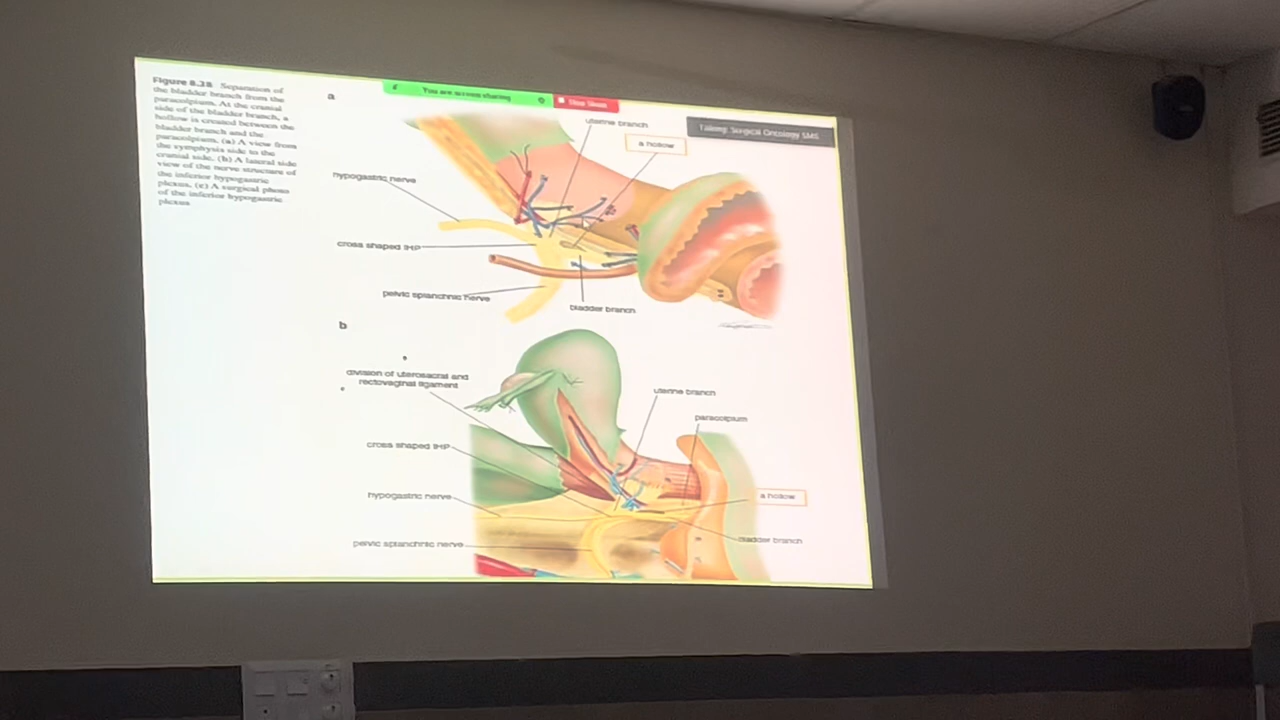 Figure 8.28 Separation of
the bladder branch from the
paracolpium. At the cranial
side of the bladder branch, a
hollow is created between the
bladder branch and the
paracolpium. (a) A view from
the symphysis side to the
cranial side. (b) A lateral side
view of the nerve structure of
the inferior hypogastric
plexus. (c) A surgical photo
of the inferior hypogastric
plexus
a
You are screen sharing
Stop Share
uterine branch
a hollow
hypogastric nerve
cross shaped IHP
pelvic splanchnic nerve
bladder branch
b
division of uterosacral and
rectovaginal ligament
uterine branch
paracolpium
cross shaped IHP
hypogastric nerve
a hollow
bladder branch
pelvic splanchnic nerve